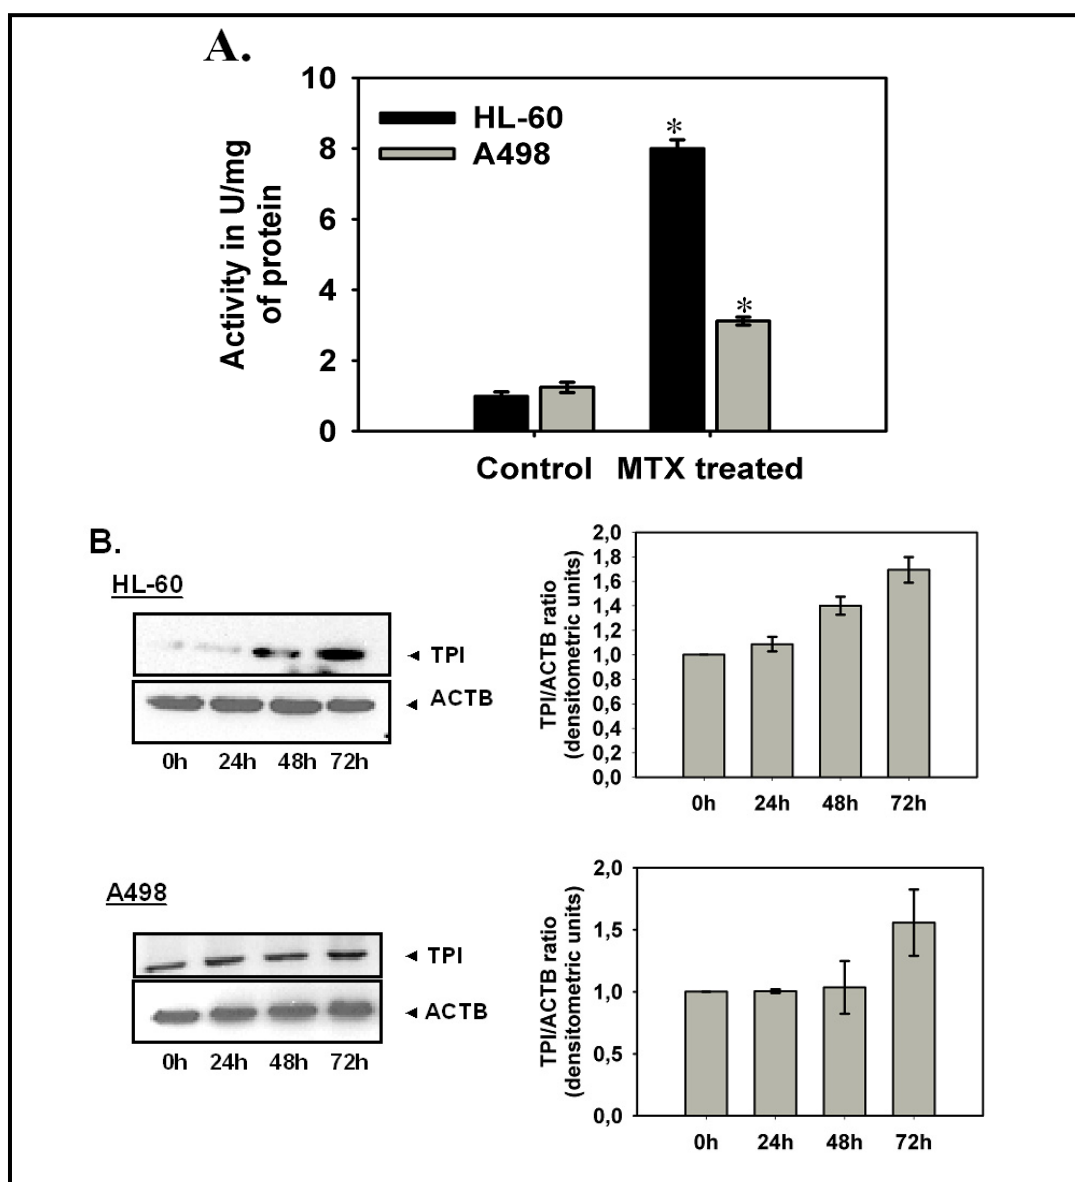 A.
10
8
6
4
2
0
Activity in U/mg
of protein
HL-60
A498
*
*
Control MTX treated
B.
HL-60
TPI
ACTB
0h 24h 48h 72h
TPI/ACTB ratio
(densitometric units)
2,0
1,8
1,6
1,4
1,2
1,0
0,8
0,6
0,4
0,2
0,0
0h 24h 48h 72h
A498
TPI
ACTB
0h 24h 48h 72h
TPI/ACTB ratio
(densitometric units)
2,0
1,5
1,0
0,5
0,0
0h 24h 48h 72h